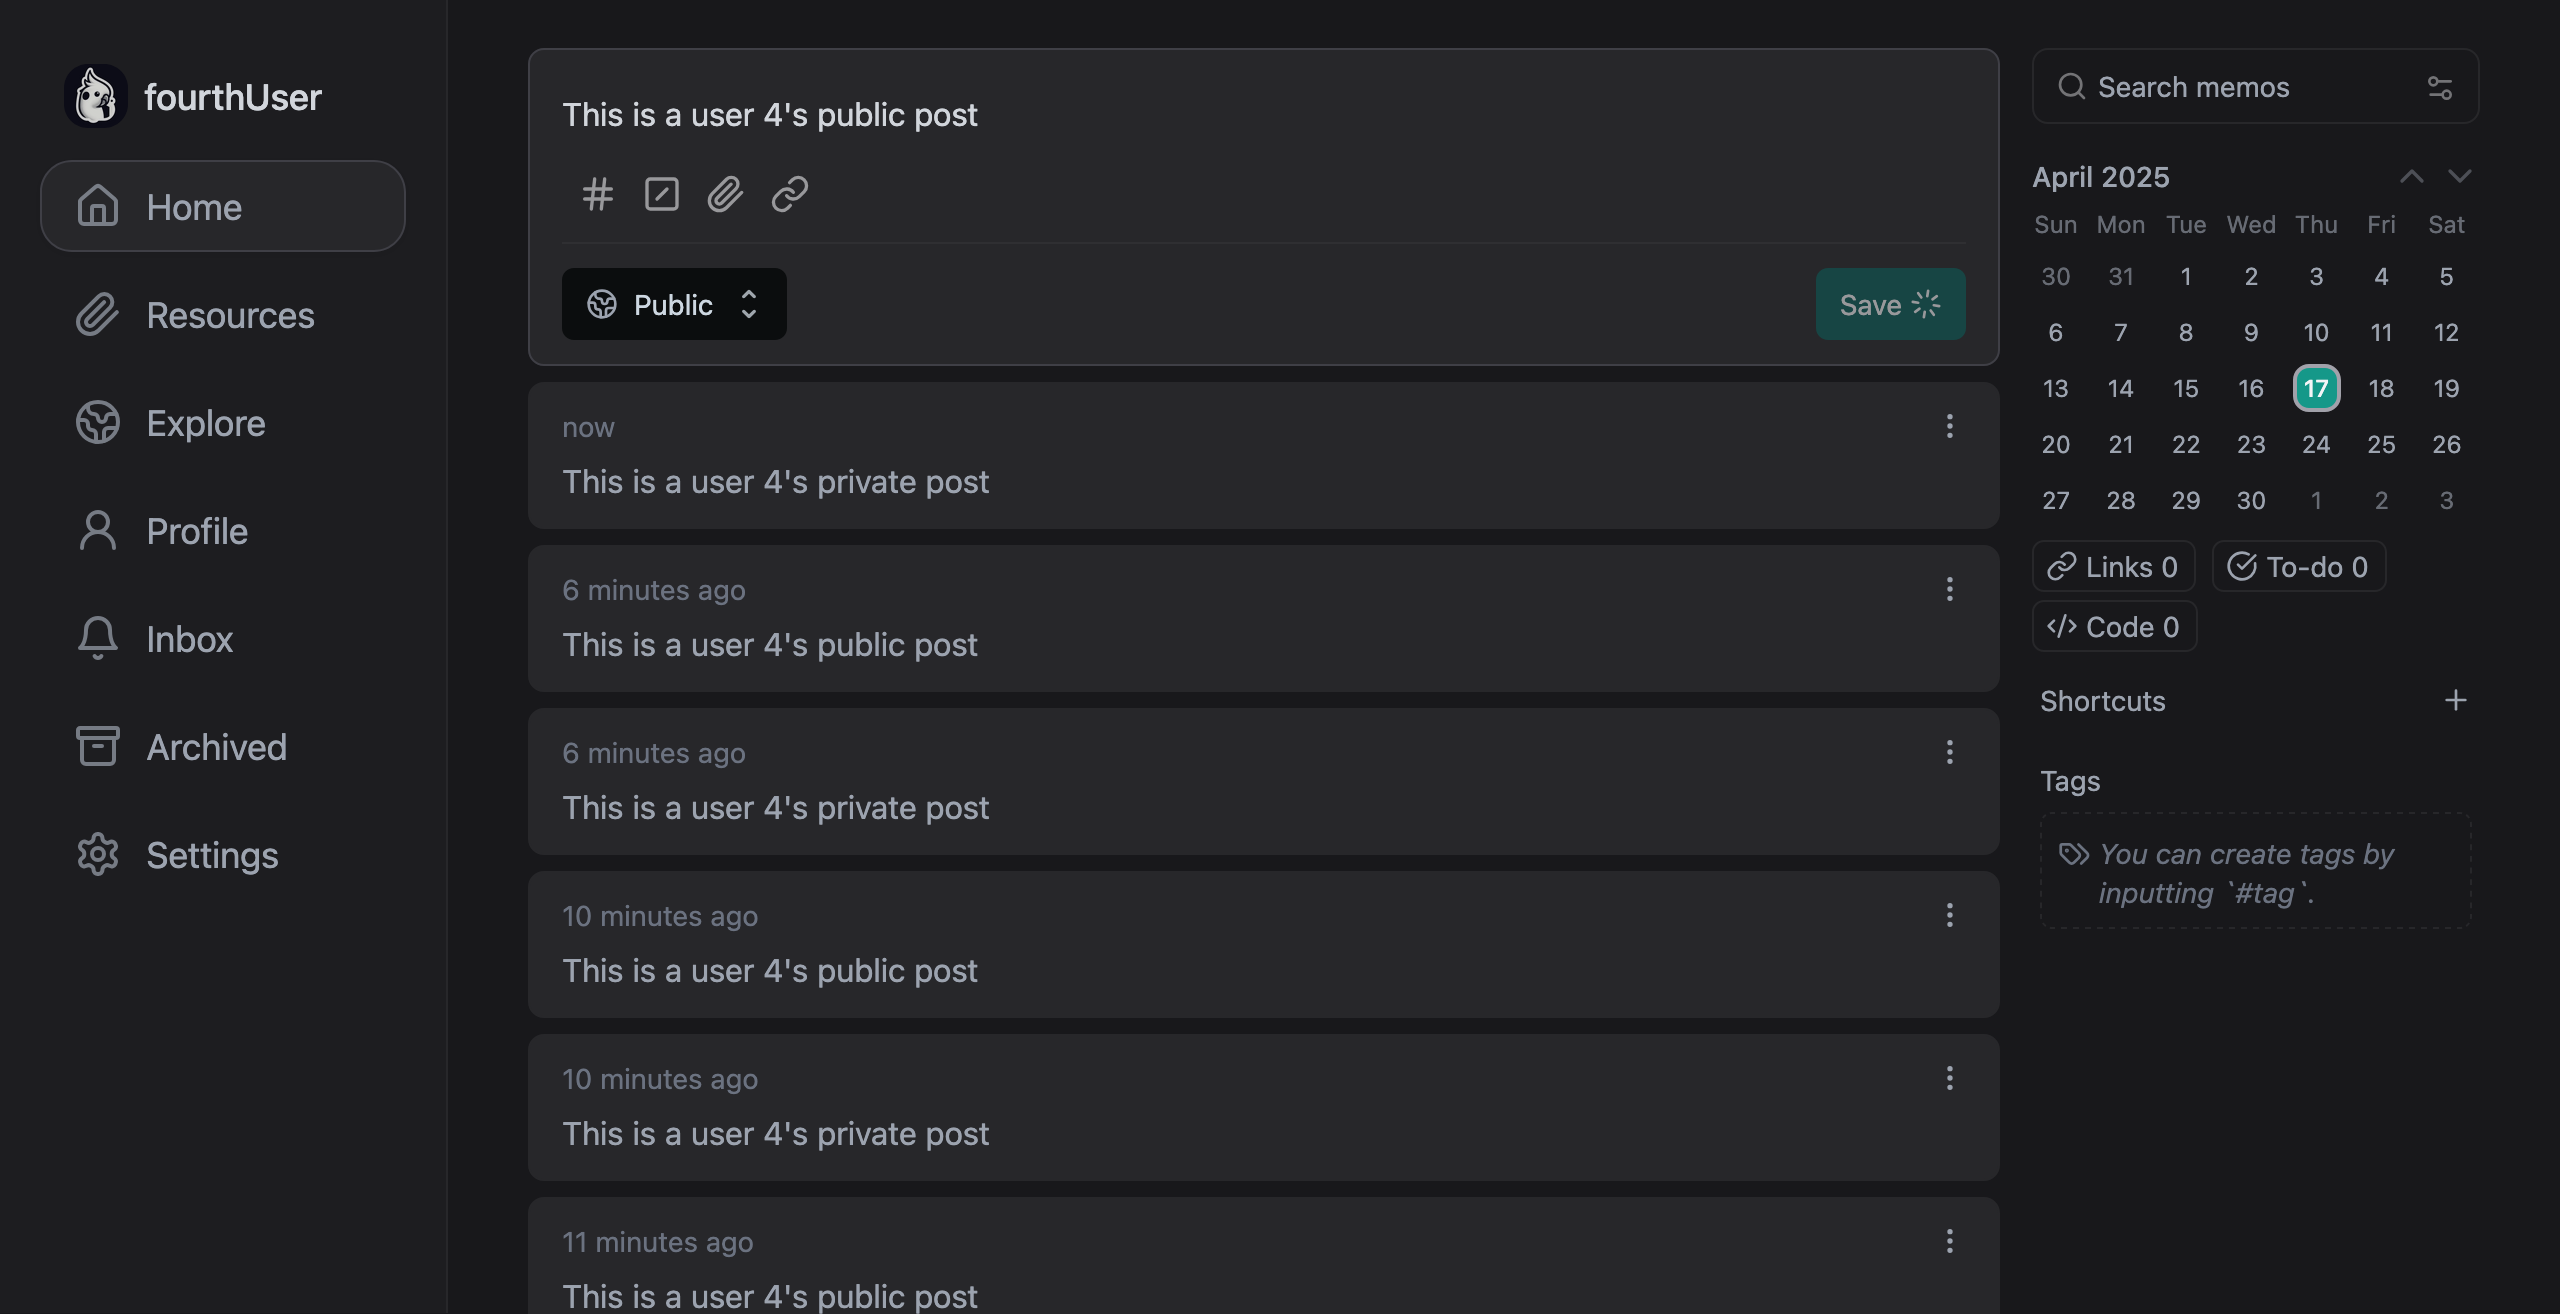 fourthUser
Home
Resources
Explore
Profile
Inbox
Archived
Settings
This is a user 4's public post
Public
Save
now
This is a user 4's private post
6 minutes ago
This is a user 4's public post
6 minutes ago
This is a user 4's private post
10 minutes ago
This is a user 4's public post
10 minutes ago
This is a user 4's private post
11 minutes ago
This is a user 4's public post
Search memos
April 2025
Sun Mon Tue Wed Thu Fri Sat
30 31 1 2 3 4 5
6 7 8 9 10 11 12
13 14 15 16 17 18 19
20 21 22 23 24 25 26
27 28 29 30 1 2 3
Links 0 To-do 0
Code 0
Shortcuts
Tags
You can create tags by
inputting `#tag`.